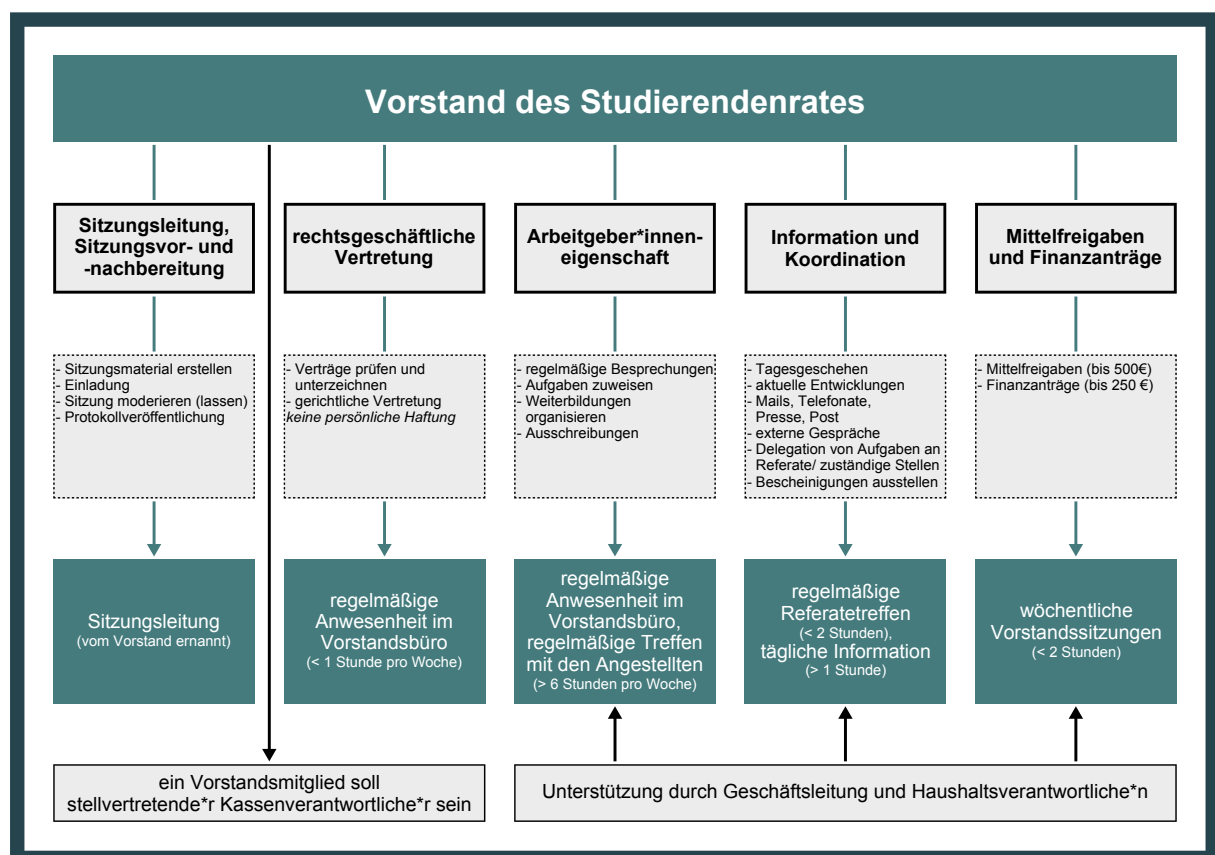 Vorstand des Studierendenrates
Sitzungsleitung,
Sitzungsvor- und
-nachbereitung
rechtsgeschäftliche
Vertretung
Arbeitgeber*innen-
eigenschaft
Information und
Koordination
Mittelfreigaben
und Finanzanträge
- Sitzungsmaterial erstellen
- Einladung
- Sitzung moderieren (lassen)
- Protokollveröffentlichung
- Verträge prüfen und
unterzeichnen
- gerichtliche Vertretung
keine persönliche Haftung
- regelmäßige Besprechungen
- Aufgaben zuweisen
- Weiterbildungen
organisieren
- Ausschreibungen
- Tagesgeschehen
- aktuelle Entwicklungen
- Mails, Telefonate,
Presse, Post
- externe Gespräche
- Delegation von Aufgaben an
Referate/ zuständige Stellen
- Bescheinigungen ausstellen
- Mittelfreigaben (bis 500€)
- Finanzanträge (bis 250 €)
Sitzungsleitung
(vom Vorstand ernannt)
regelmäßige
Anwesenheit im
Vorstandsbüro
(< 1 Stunde pro Woche)
regelmäßige
Anwesenheit im
Vorstandsbüro,
regelmäßige Treffen
mit den Angestellten
(> 6 Stunden pro Woche)
regelmäßige
Referatetreffen
(< 2 Stunden),
tägliche Information
(> 1 Stunde)
wöchentliche
Vorstandssitzungen
(< 2 Stunden)
ein Vorstandsmitglied soll
stellvertretende*r Kassenverantwortliche*r sein
Unterstützung durch Geschäftsleitung und Haushaltsverantwortliche*n